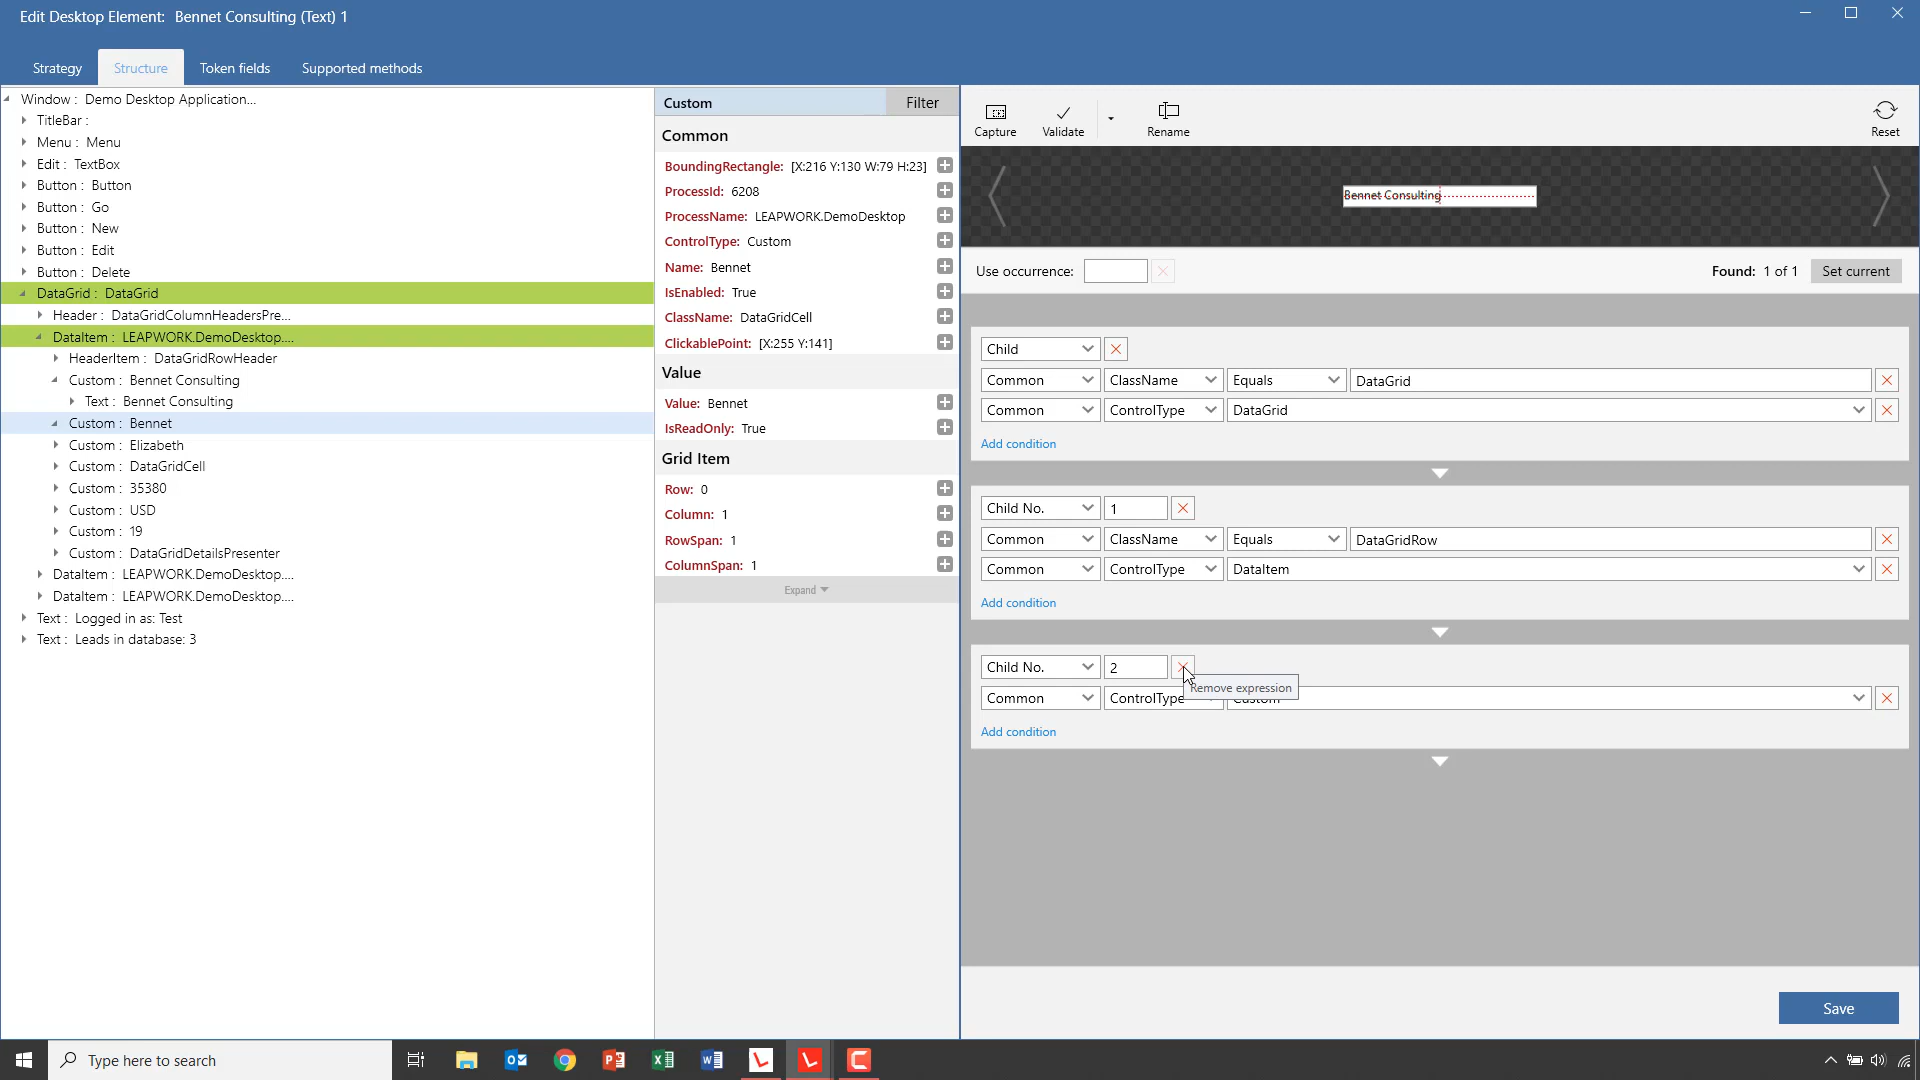 Edit Desktop Element: Bennet Consulting (Text) 1
Strategy
Structure
Token fields
Supported methods
Window : Demo Desktop Application...
TitleBar :
Menu : Menu
Edit : TextBox
Button : Button
Button : Go
Button : New
Button : Edit
Button : Delete
DataGrid : DataGrid
Header : DataGridColumnHeadersPre...
DataItem : LEAPWORK.DemoDesktop....
HeaderItem : DataGridRowHeader
Custom : Bennet Consulting
Text : Bennet Consulting
Custom : Bennet
Custom : Elizabeth
Custom : DataGridCell
Custom : 35380
Custom : USD
Custom : 19
Custom : DataGridDetailsPresenter
DataItem : LEAPWORK.DemoDesktop....
DataItem : LEAPWORK.DemoDesktop....
Text : Logged in as: Test
Text : Leads in database: 3
Custom
Filter
Common
BoundingRectangle: [X:216 Y:130 W:79 H:23]
ProcessId: 6208
ProcessName: LEAPWORK.DemoDesktop
ControlType: Custom
Name: Bennet
IsEnabled: True
ClassName: DataGridCell
ClickablePoint: [X:255 Y:141]
Value
Value: Bennet
IsReadOnly: True
Grid Item
Row: 0
Column: 1
RowSpan: 1
ColumnSpan: 1
Expand
Capture
Validate
Rename
Reset
Bennet Consulting
Use occurrence:
Found: 1 of 1
Set current
Child
Common ClassName Equals DataGrid
Common ControlType DataGrid
Add condition
Child No. 1
Common ClassName Equals DataGridRow
Common ControlType DataItem
Add condition
Child No. 2
Remove expression
Common ControlType Custom
Add condition
Save
Type here to search